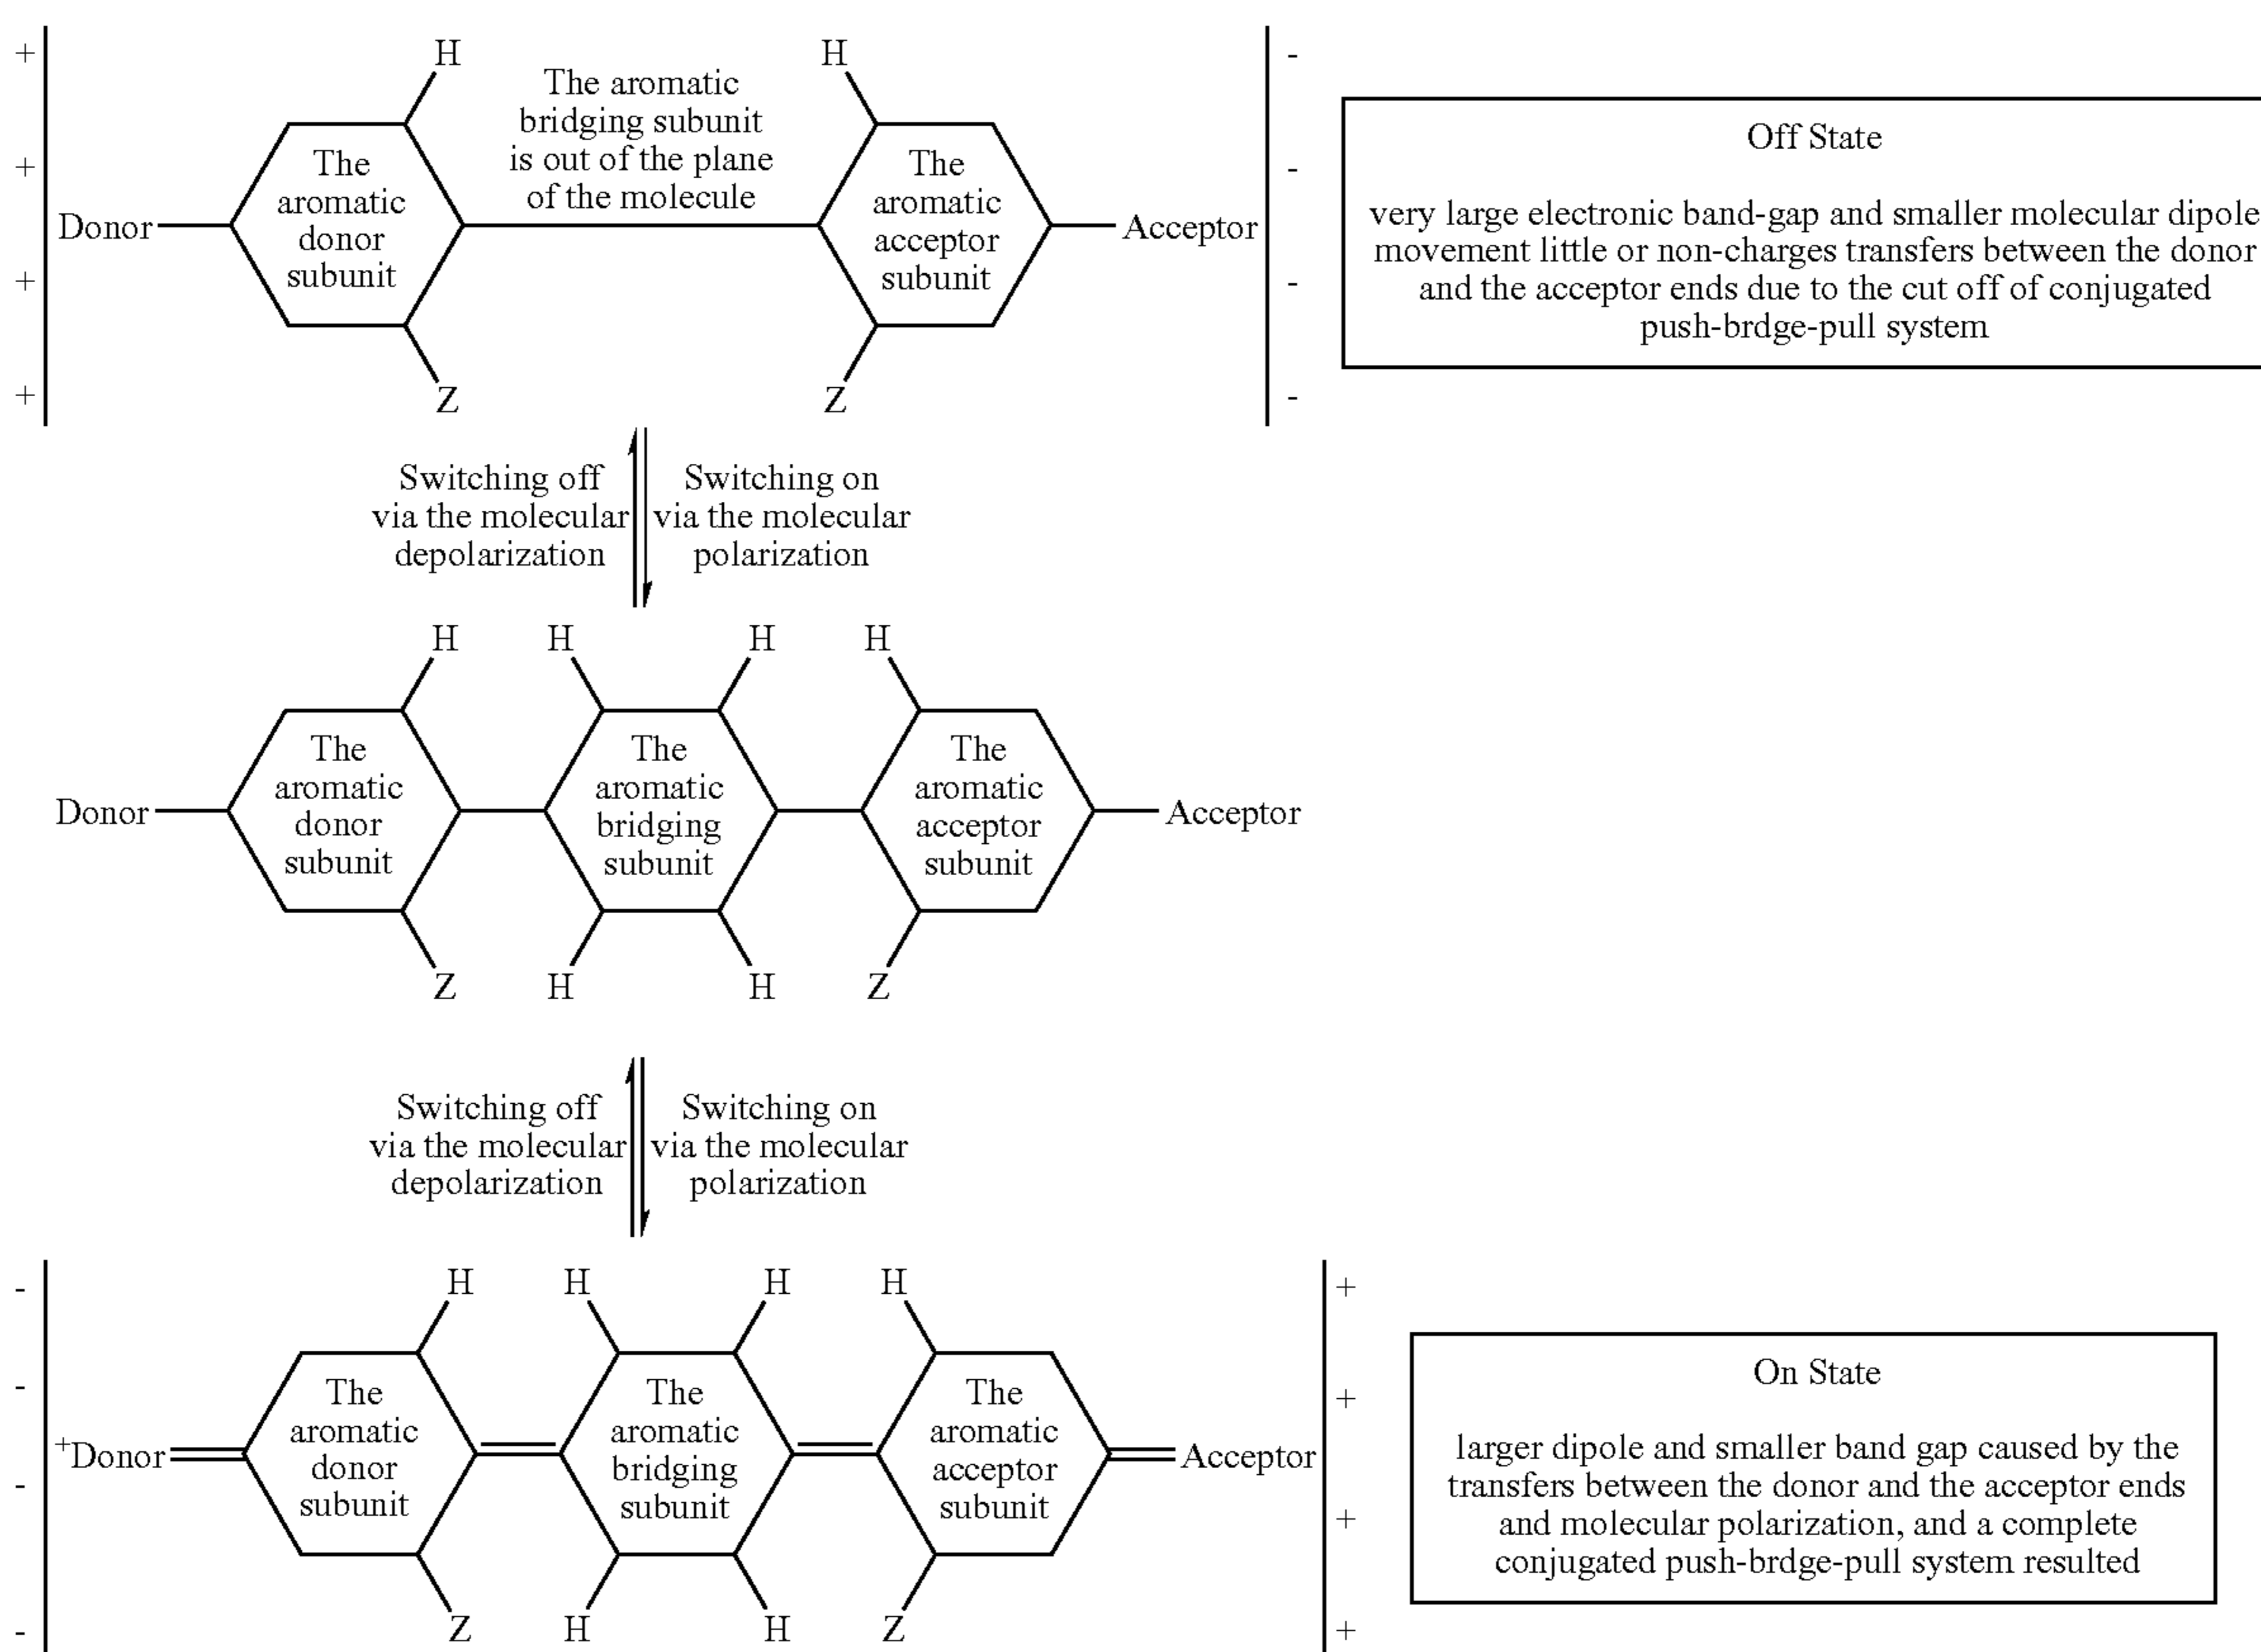 + H H -
The aromatic
bridging subunit
is out of the plane
of the molecule
+ The
aromatic
donor
subunit
The
aromatic
acceptor
subunit
-
Donor Acceptor
+ -
+ Z Z -
Off State
very large electronic band-gap and smaller molecular dipole
movement little or non-charges transfers between the donor
and the acceptor ends due to the cut off of conjugated
push-brdge-pull system
Switching off
via the molecular
depolarization
Switching on
via the molecular
polarization
H H H H
Donor
The
aromatic
donor
subunit
The
aromatic
bridging
subunit
The
aromatic
acceptor
subunit
Acceptor
Z H H Z
Switching off
via the molecular
depolarization
Switching on
via the molecular
polarization
- H H H H +
- +
+Donor
The
aromatic
donor
subunit
The
aromatic
bridging
subunit
The
aromatic
acceptor
subunit
Acceptor
- +
- Z H H Z +
On State
larger dipole and smaller band gap caused by the
transfers between the donor and the acceptor ends
and molecular polarization, and a complete
conjugated push-brdge-pull system resulted